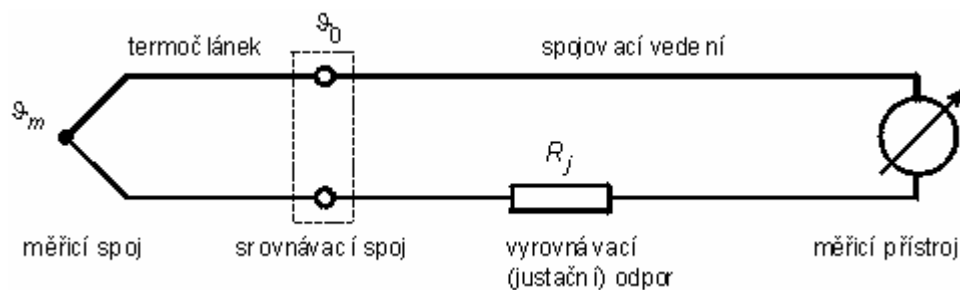 ϑ0
termočlánek
spojovací vedení
ϑm
Rj
měřicí spoj
srovnávací spoj
vyrovnávací
(justační) odpor
měřicí přístroj